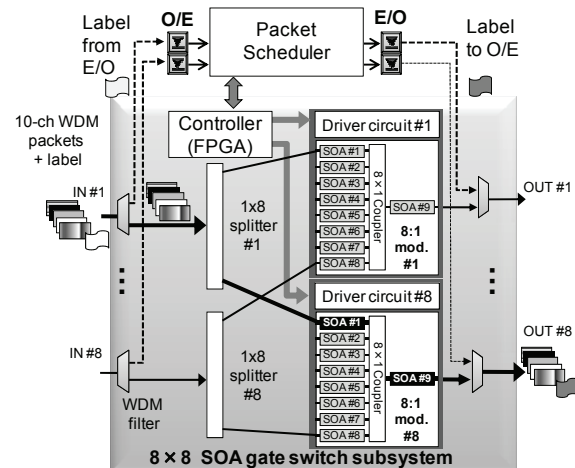 Label from E/O
O/E
Packet Scheduler
E/O
Label to O/E
10-ch WDM packets + label
Controller (FPGA)
Driver circuit #1
IN #1
1x8 splitter #1
SOA #1
SOA #2
SOA #3
SOA #4
SOA #5
SOA #6
SOA #7
SOA #8
8×1 Coupler
SOA #9
8:1 mod. #1
OUT #1
Driver circuit #8
IN #8
WDM filter
1x8 splitter #8
SOA #1
SOA #2
SOA #3
SOA #4
SOA #5
SOA #6
SOA #7
SOA #8
8×1 Coupler
SOA #9
8:1 mod. #8
OUT #8
8 × 8 SOA gate switch subsystem